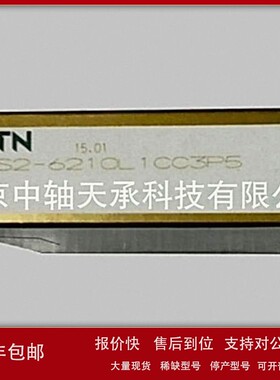 TN
15.01
S2-6210L1CC3P5
京中轴天承科技有限公
年包邮
报价快 售后到位 支持对公
大量现货 稀缺型号 停产型号 可开